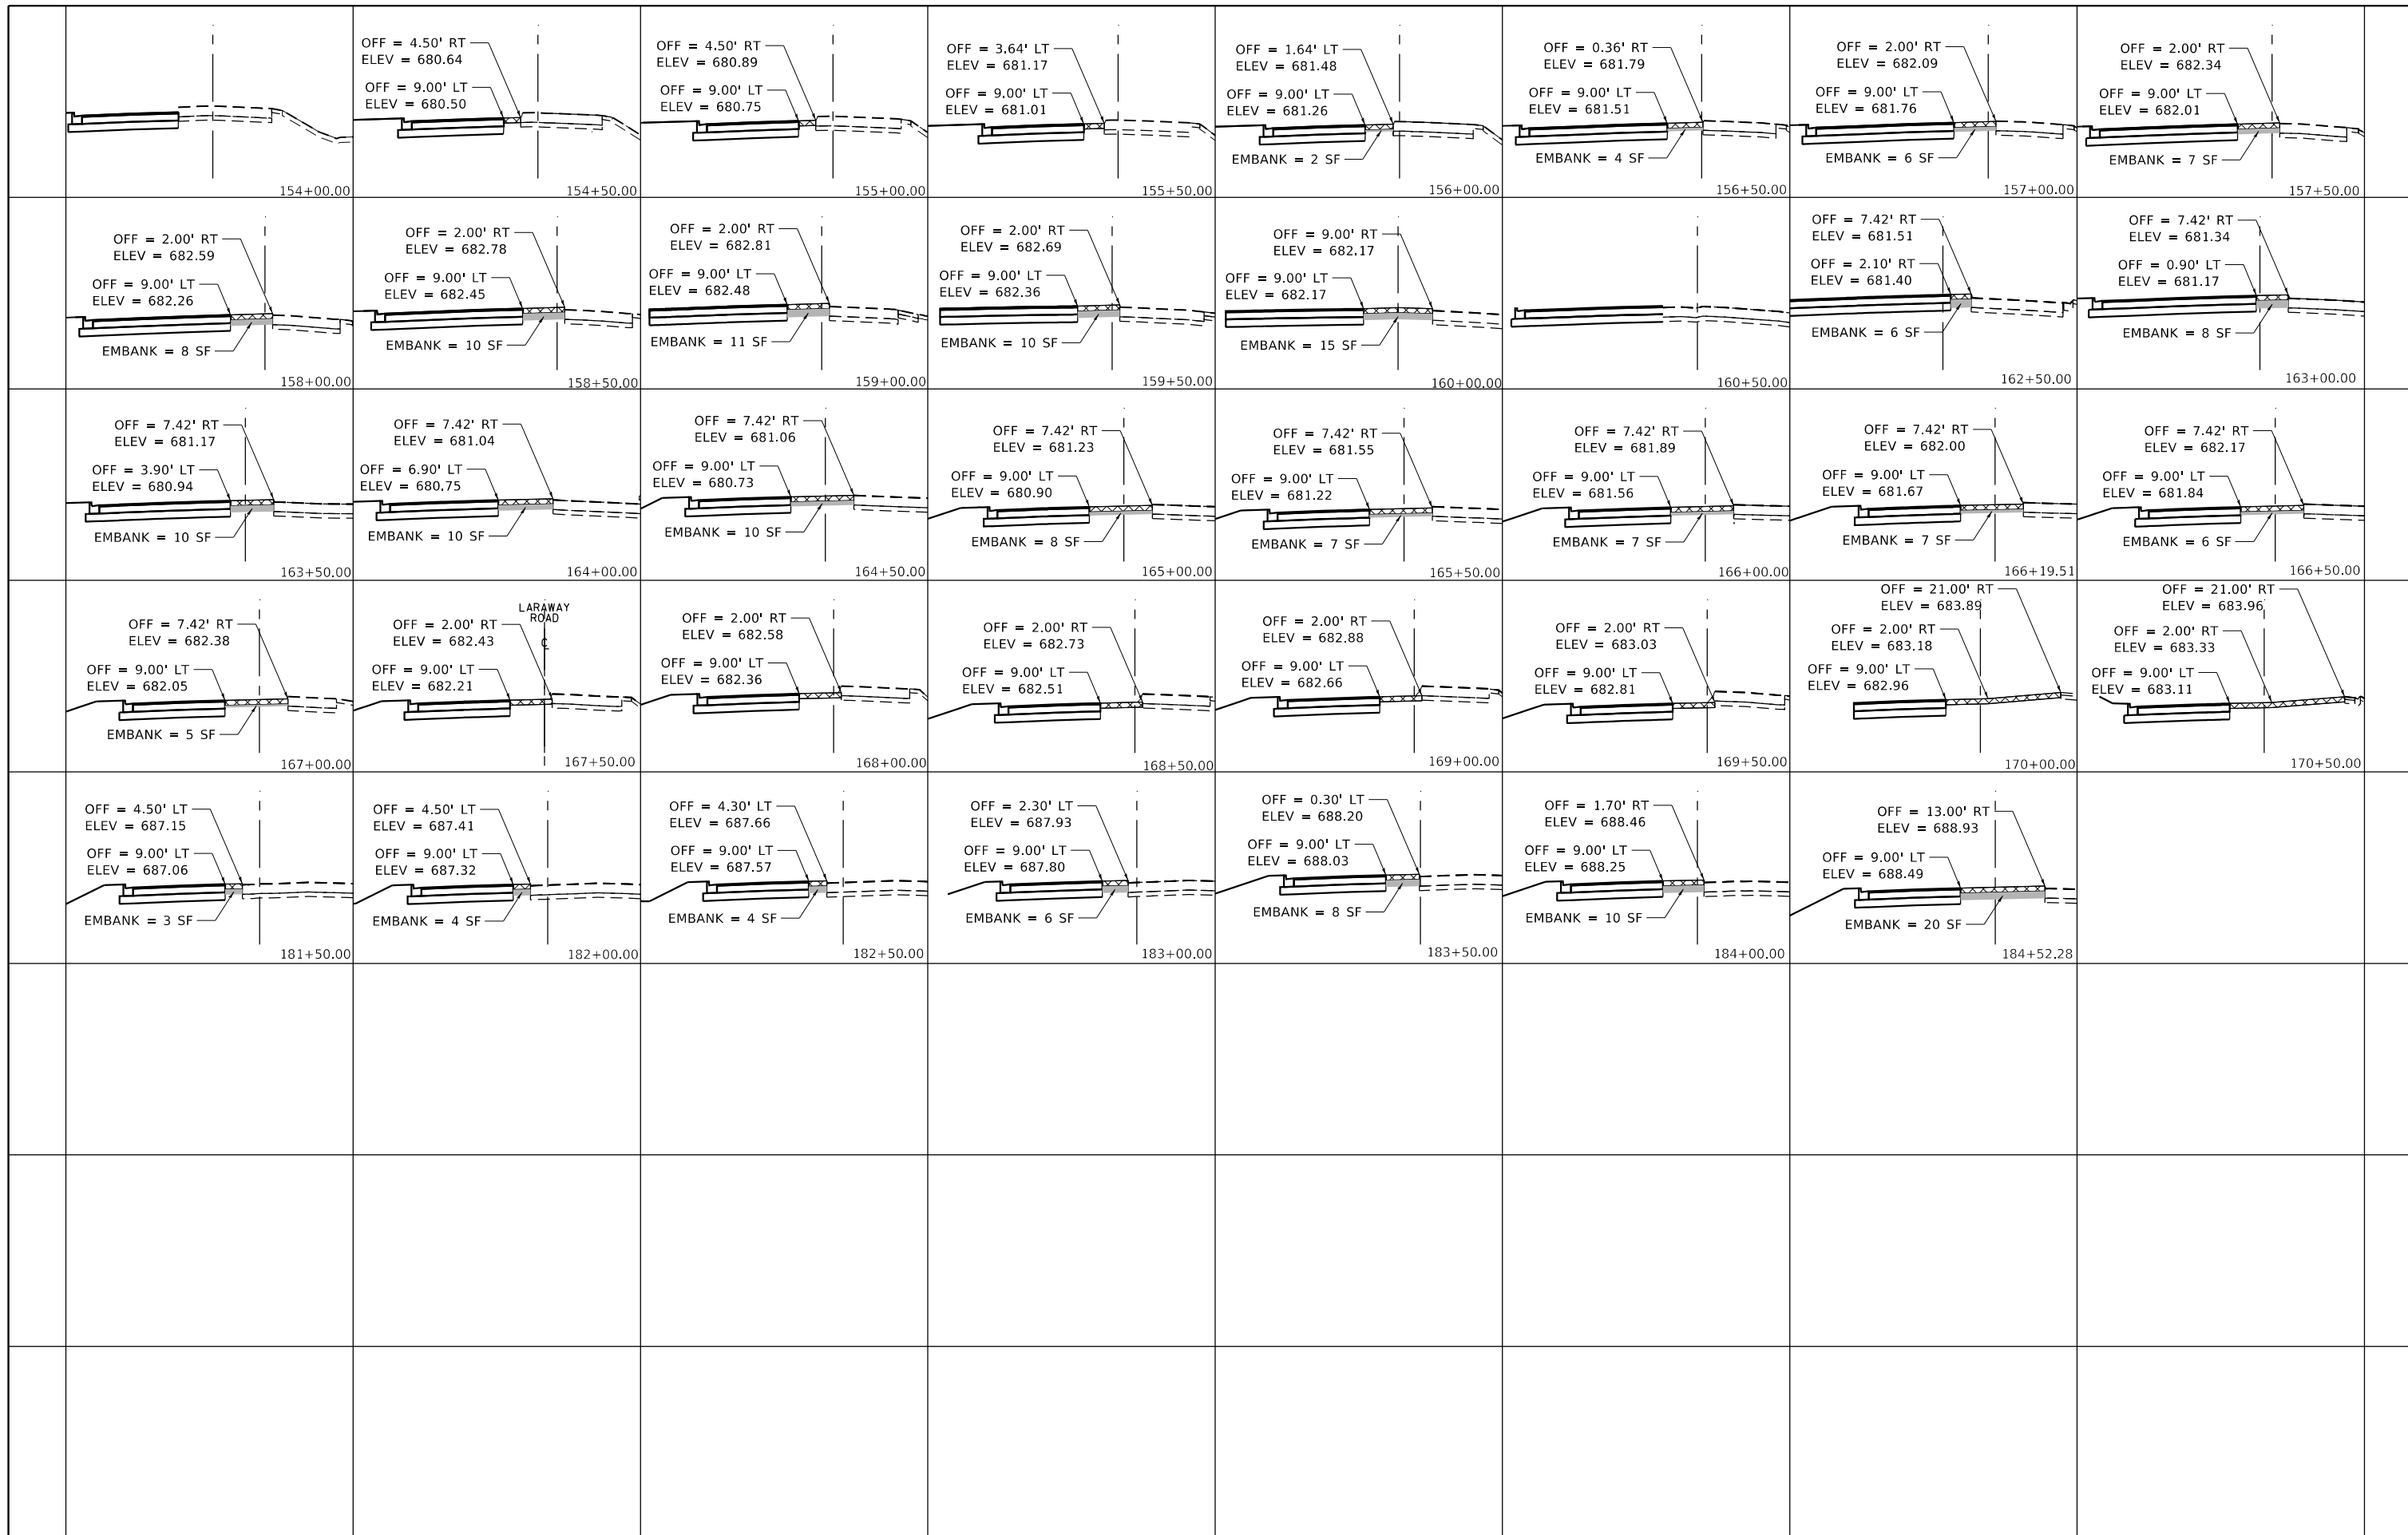 154+00.00
OFF = 4.50' RT
ELEV = 680.64
OFF = 9.00' LT
ELEV = 680.50
154+50.00
OFF = 4.50' RT
ELEV = 680.89
OFF = 9.00' LT
ELEV = 680.75
155+00.00
OFF = 3.64' LT
ELEV = 681.17
OFF = 9.00' LT
ELEV = 681.01
155+50.00
OFF = 1.64' LT
ELEV = 681.48
OFF = 9.00' LT
ELEV = 681.26
EMBANK = 2 SF
156+00.00
OFF = 0.36' RT
ELEV = 681.79
OFF = 9.00' LT
ELEV = 681.51
EMBANK = 4 SF
156+50.00
OFF = 2.00' RT
ELEV = 682.09
OFF = 9.00' LT
ELEV = 681.76
EMBANK = 6 SF
157+00.00
OFF = 2.00' RT
ELEV = 682.34
OFF = 9.00' LT
ELEV = 682.01
EMBANK = 7 SF
157+50.00
OFF = 2.00' RT
ELEV = 682.59
OFF = 9.00' LT
ELEV = 682.26
EMBANK = 8 SF
158+00.00
OFF = 2.00' RT
ELEV = 682.78
OFF = 9.00' LT
ELEV = 682.45
EMBANK = 10 SF
158+50.00
OFF = 2.00' RT
ELEV = 682.81
OFF = 9.00' LT
ELEV = 682.48
EMBANK = 11 SF
159+00.00
OFF = 2.00' RT
ELEV = 682.69
OFF = 9.00' LT
ELEV = 682.36
EMBANK = 10 SF
159+50.00
OFF = 9.00' RT
ELEV = 682.17
OFF = 9.00' LT
ELEV = 682.17
EMBANK = 15 SF
160+00.00
160+50.00
OFF = 7.42' RT
ELEV = 681.51
OFF = 2.10' RT
ELEV = 681.40
EMBANK = 6 SF
162+50.00
OFF = 7.42' RT
ELEV = 681.34
OFF = 0.90' LT
ELEV = 681.17
EMBANK = 8 SF
163+00.00
OFF = 7.42' RT
ELEV = 681.17
OFF = 3.90' LT
ELEV = 680.94
EMBANK = 10 SF
163+50.00
OFF = 7.42' RT
ELEV = 681.04
OFF = 6.90' LT
ELEV = 680.75
EMBANK = 10 SF
164+00.00
OFF = 7.42' RT
ELEV = 681.06
OFF = 9.00' LT
ELEV = 680.73
EMBANK = 10 SF
164+50.00
OFF = 7.42' RT
ELEV = 681.23
OFF = 9.00' LT
ELEV = 680.90
EMBANK = 8 SF
165+00.00
OFF = 7.42' RT
ELEV = 681.55
OFF = 9.00' LT
ELEV = 681.22
EMBANK = 7 SF
165+50.00
OFF = 7.42' RT
ELEV = 681.89
OFF = 9.00' LT
ELEV = 681.56
EMBANK = 7 SF
166+00.00
OFF = 7.42' RT
ELEV = 682.00
OFF = 9.00' LT
ELEV = 681.67
EMBANK = 7 SF
166+19.51
OFF = 7.42' RT
ELEV = 682.17
OFF = 9.00' LT
ELEV = 681.84
EMBANK = 6 SF
166+50.00
OFF = 7.42' RT
ELEV = 682.38
OFF = 9.00' LT
ELEV = 682.05
EMBANK = 5 SF
167+00.00
LARAWAY
ROAD
℄
OFF = 2.00' RT
ELEV = 682.43
OFF = 9.00' LT
ELEV = 682.21
167+50.00
OFF = 2.00' RT
ELEV = 682.58
OFF = 9.00' LT
ELEV = 682.36
168+00.00
OFF = 2.00' RT
ELEV = 682.73
OFF = 9.00' LT
ELEV = 682.51
168+50.00
OFF = 2.00' RT
ELEV = 682.88
OFF = 9.00' LT
ELEV = 682.66
169+00.00
OFF = 2.00' RT
ELEV = 683.03
OFF = 9.00' LT
ELEV = 682.81
169+50.00
OFF = 21.00' RT
ELEV = 683.89
OFF = 2.00' RT
ELEV = 683.18
OFF = 9.00' LT
ELEV = 682.96
170+00.00
OFF = 21.00' RT
ELEV = 683.96
OFF = 2.00' RT
ELEV = 683.33
OFF = 9.00' LT
ELEV = 683.11
170+50.00
OFF = 4.50' LT
ELEV = 687.15
OFF = 9.00' LT
ELEV = 687.06
EMBANK = 3 SF
181+50.00
OFF = 4.50' LT
ELEV = 687.41
OFF = 9.00' LT
ELEV = 687.32
EMBANK = 4 SF
182+00.00
OFF = 4.30' LT
ELEV = 687.66
OFF = 9.00' LT
ELEV = 687.57
EMBANK = 4 SF
182+50.00
OFF = 2.30' LT
ELEV = 687.93
OFF = 9.00' LT
ELEV = 687.80
EMBANK = 6 SF
183+00.00
OFF = 0.30' LT
ELEV = 688.20
OFF = 9.00' LT
ELEV = 688.03
EMBANK = 8 SF
183+50.00
OFF = 1.70' RT
ELEV = 688.46
OFF = 9.00' LT
ELEV = 688.25
EMBANK = 10 SF
184+00.00
OFF = 13.00' RT
ELEV = 688.93
OFF = 9.00' LT
ELEV = 688.49
EMBANK = 20 SF
184+52.28